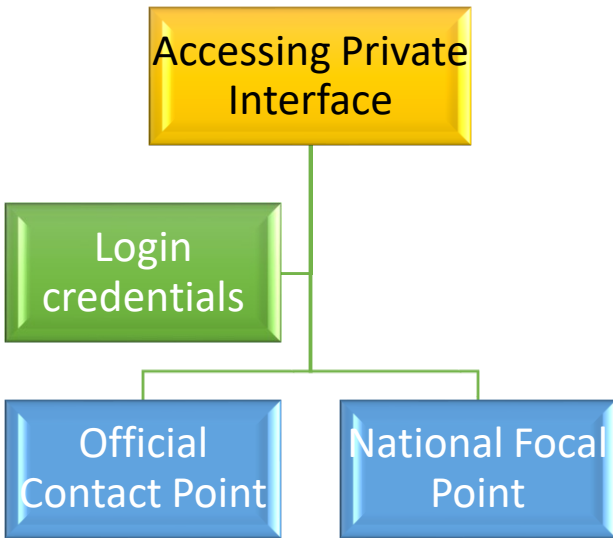 Accessing Private
Interface
Login
credentials
Official
Contact Point
National Focal
Point